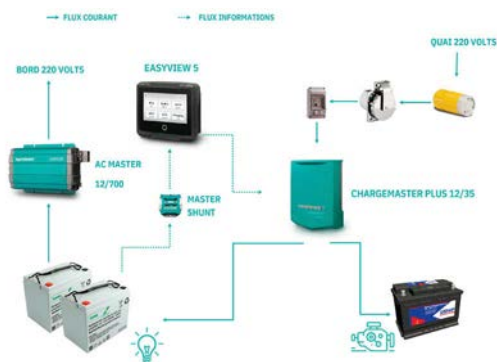 FLUX COURANT
FLUX INFORMATIONS
QUAI 220 VOLTS
BORD 220 VOLTS
EASYVIEW 5
AC MASTER
12/700
MASTER
SHUNT
CHARGEMASTER PLUS 12/35